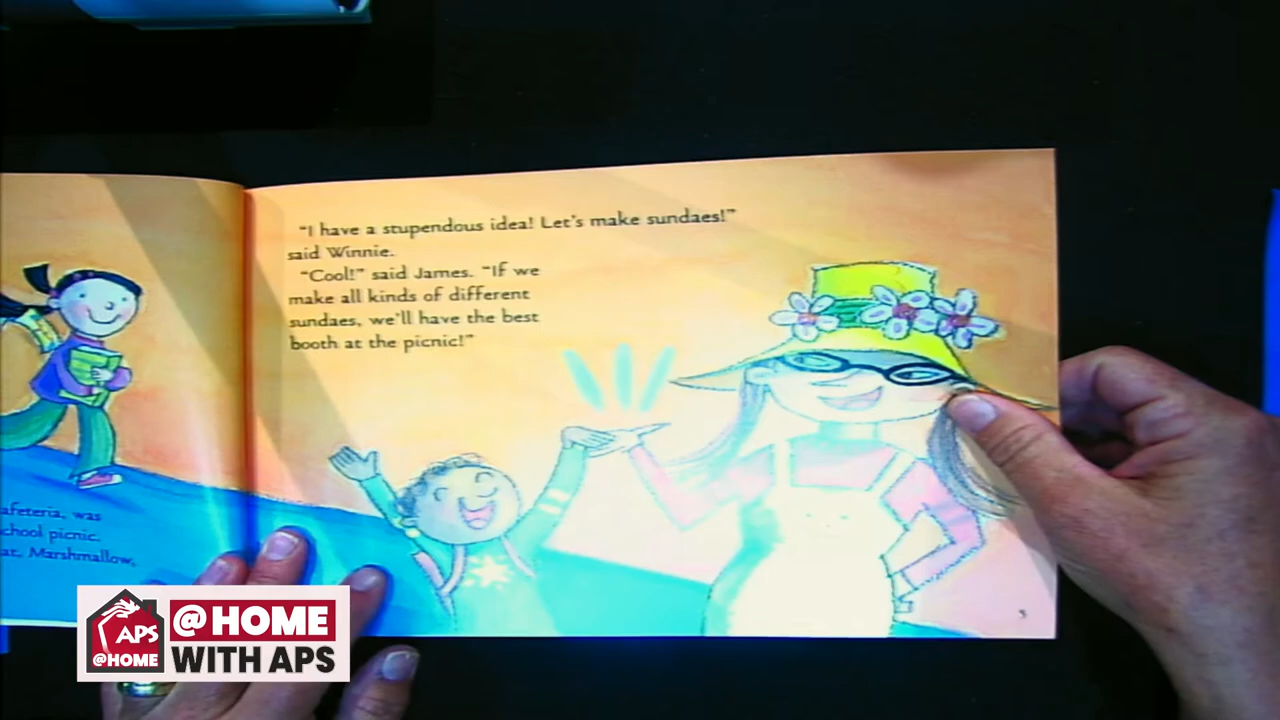 afeteria, was
chool picnic.
at, Marshmallow,
"I have a stupendous idea! Let's make sundaes!"
said Winnie.
"Cool!" said James. "If we
make all kinds of different
sundaes, we'll have the best
booth at the picnic!"
3
APS
@HOME
@HOME
WITH APS